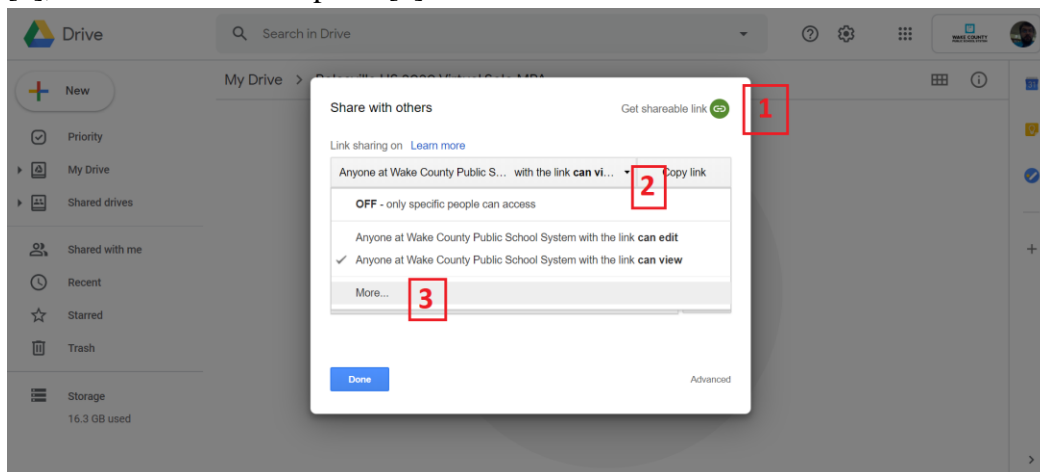 Drive
Search in Drive
WAKE COUNTY
New
My Drive >
Share with others
Get shareable link
1
Priority
Link sharing on Learn more
My Drive
Anyone at Wake County Public S... with the link can vi...
2
Copy link
Shared drives
OFF - only specific people can access
Anyone at Wake County Public School System with the link can edit
Shared with me
Anyone at Wake County Public School System with the link can view
Recent
More...
3
Starred
Trash
Done
Advanced
Storage
16.3 GB used